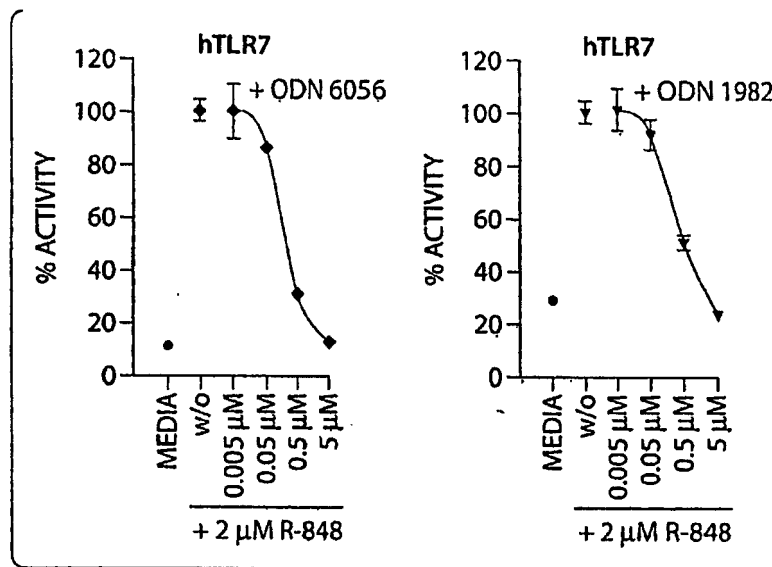 hTLR7
120
100
80
60
40
20
0
% ACTIVITY
+ ODN 6056
MEDIA
w/o
0.005 µM
0.05 µM
0.5 µM
5 µM
+ 2 µM R-848
hTLR7
120
100
80
60
40
20
0
% ACTIVITY
+ ODN 1982
MEDIA
w/o
0.005 µM
0.05 µM
0.5 µM
5 µM
+ 2 µM R-848